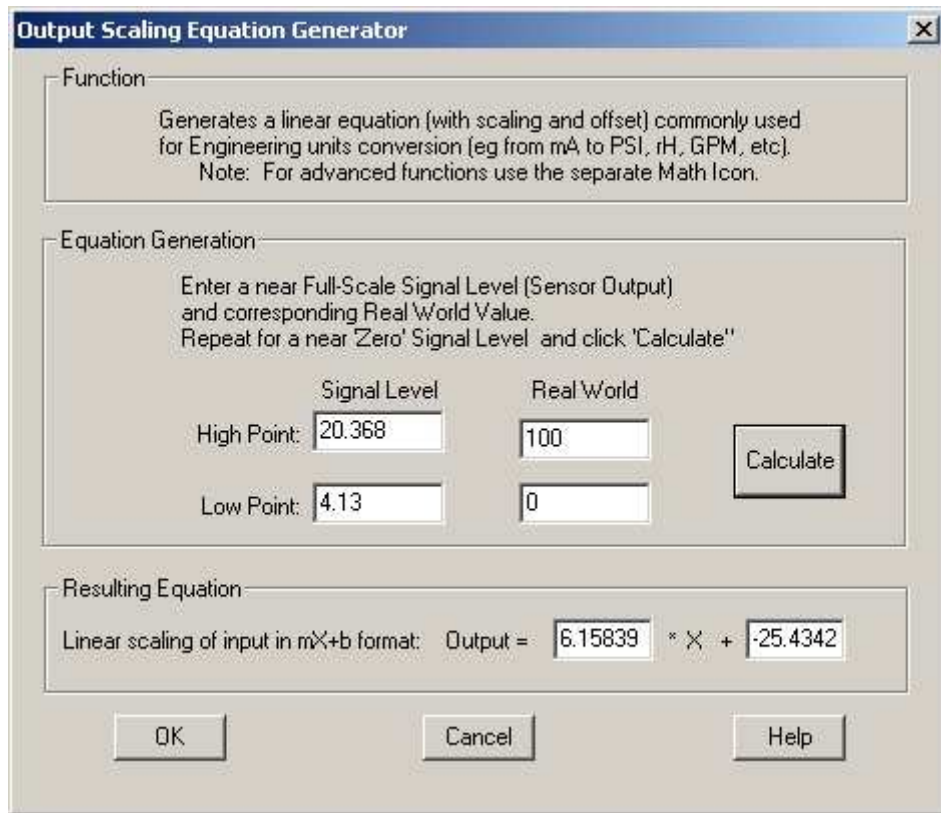 Output Scaling Equation Generator
Function
Generates a linear equation (with scaling and offset) commonly used
for Engineering units conversion (eg from mA to PSI, rH, GPM, etc).
Note: For advanced functions use the separate Math Icon.
Equation Generation
Enter a near Full-Scale Signal Level (Sensor Output)
and corresponding Real World Value.
Repeat for a near 'Zero' Signal Level and click 'Calculate"
Signal Level Real World
High Point: 20.368 100
Calculate
Low Point: 4.13 0
Resulting Equation
Linear scaling of input in mX+b format: Output = 6.15839 * X + -25.4342
OK Cancel Help